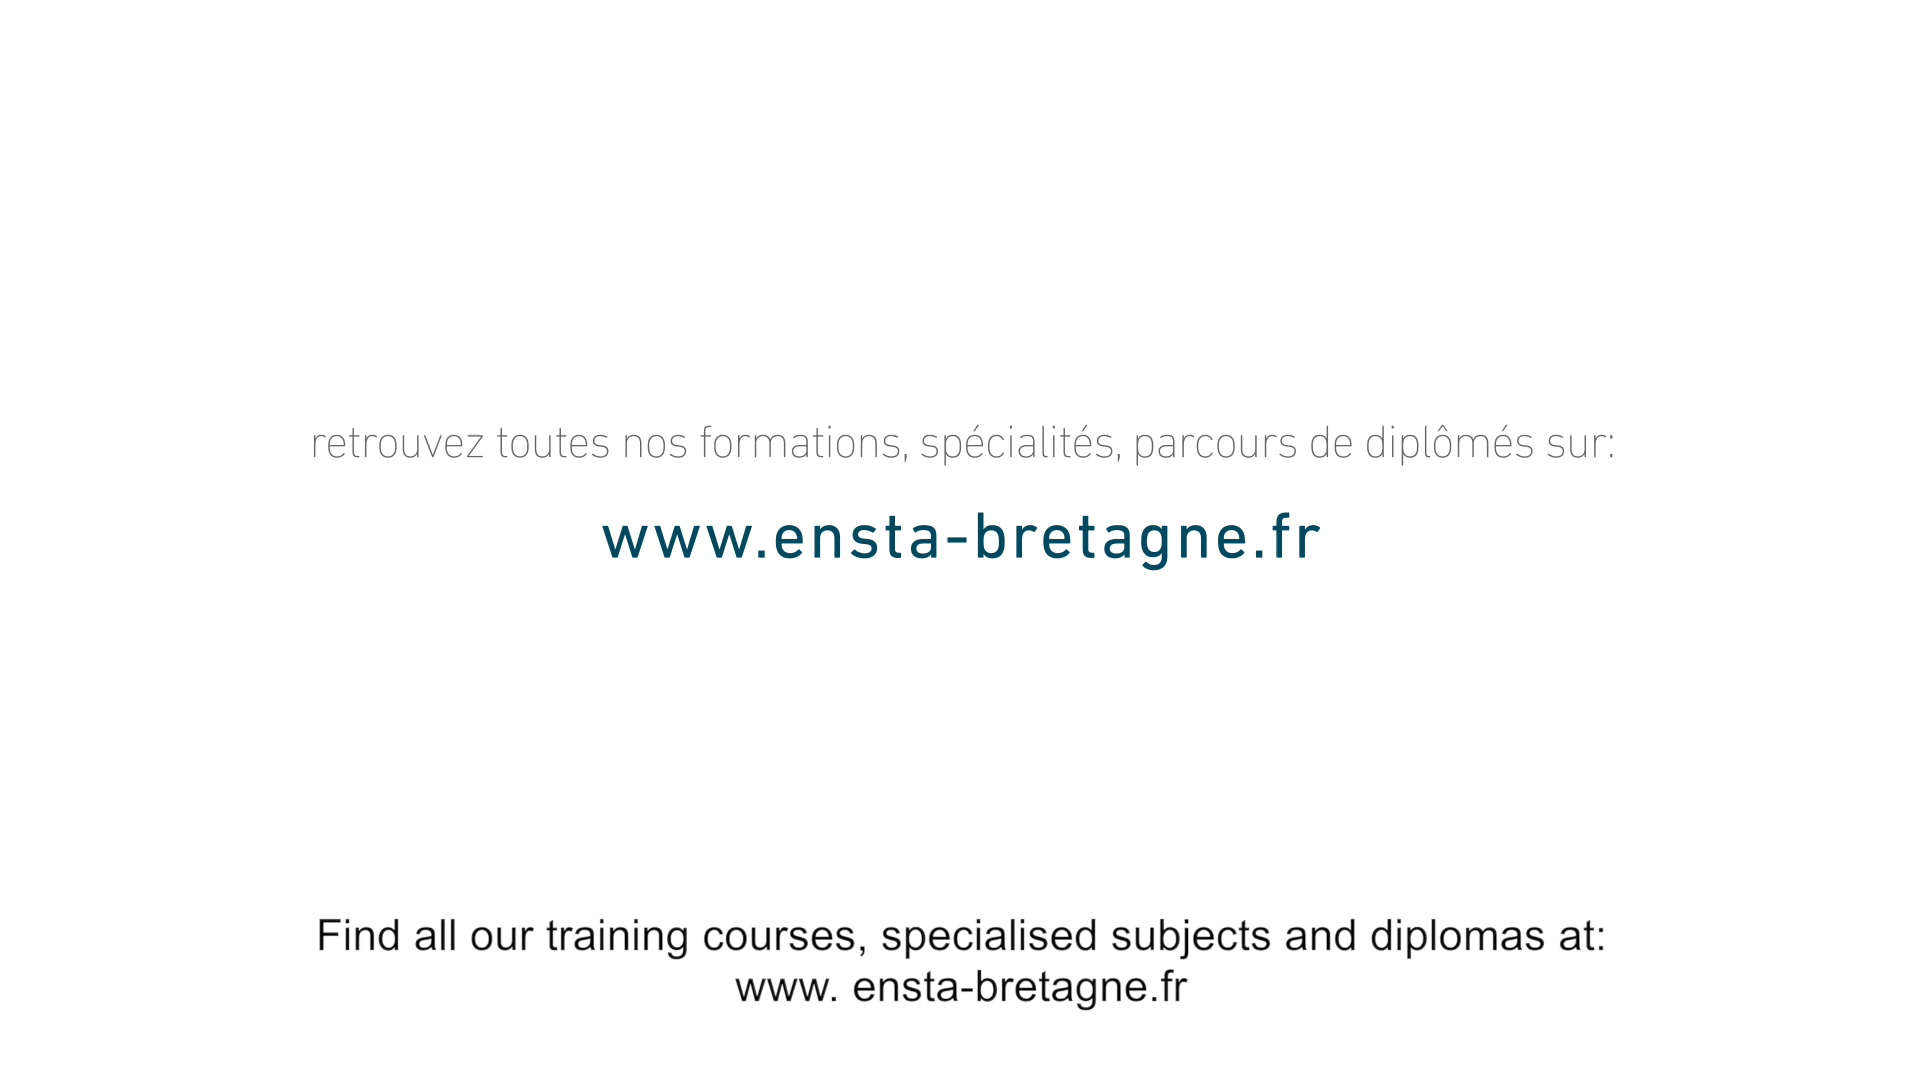 retrouvez toutes nos formations, spécialités, parcours de diplômés sur:
www.ensta-bretagne.fr
Find all our training courses, specialised subjects and diplomas at:
www. ensta-bretagne.fr